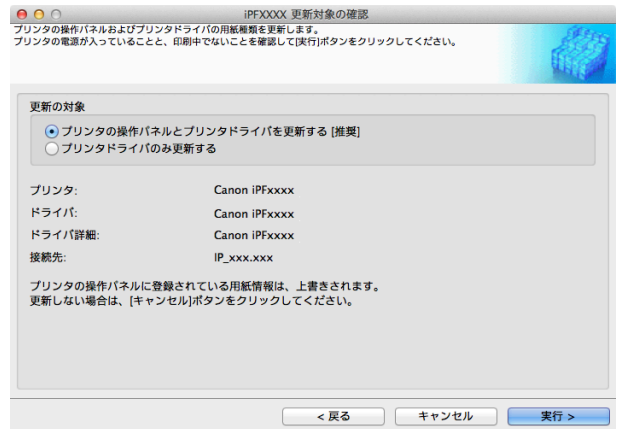 iPFXXXX 更新対象の確認
プリンタの操作パネルおよびプリンタドライバの用紙種類を更新します。
プリンタの電源が入っていることと、印刷中でないことを確認して[実行]ボタンをクリックしてください。
更新の対象
プリンタの操作パネルとプリンタドライバを更新する [推奨]
プリンタドライバのみ更新する
プリンタ: Canon iPFxxxx
ドライバ: Canon iPFxxxx
ドライバ詳細: Canon iPFxxxx
接続先: IP_xxx.xxx
プリンタの操作パネルに登録されている用紙情報は、上書きされます。
更新しない場合は、[キャンセル]ボタンをクリックしてください。
< 戻る キャンセル 実行 >